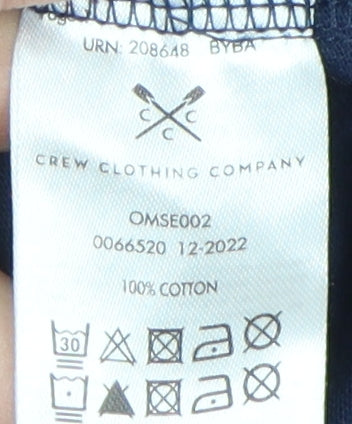 URN: 208648 BYBA
C C
C
CREW CLOTHING COMPANY
OMSE002
0066520 12-2022
100% COTTON
30